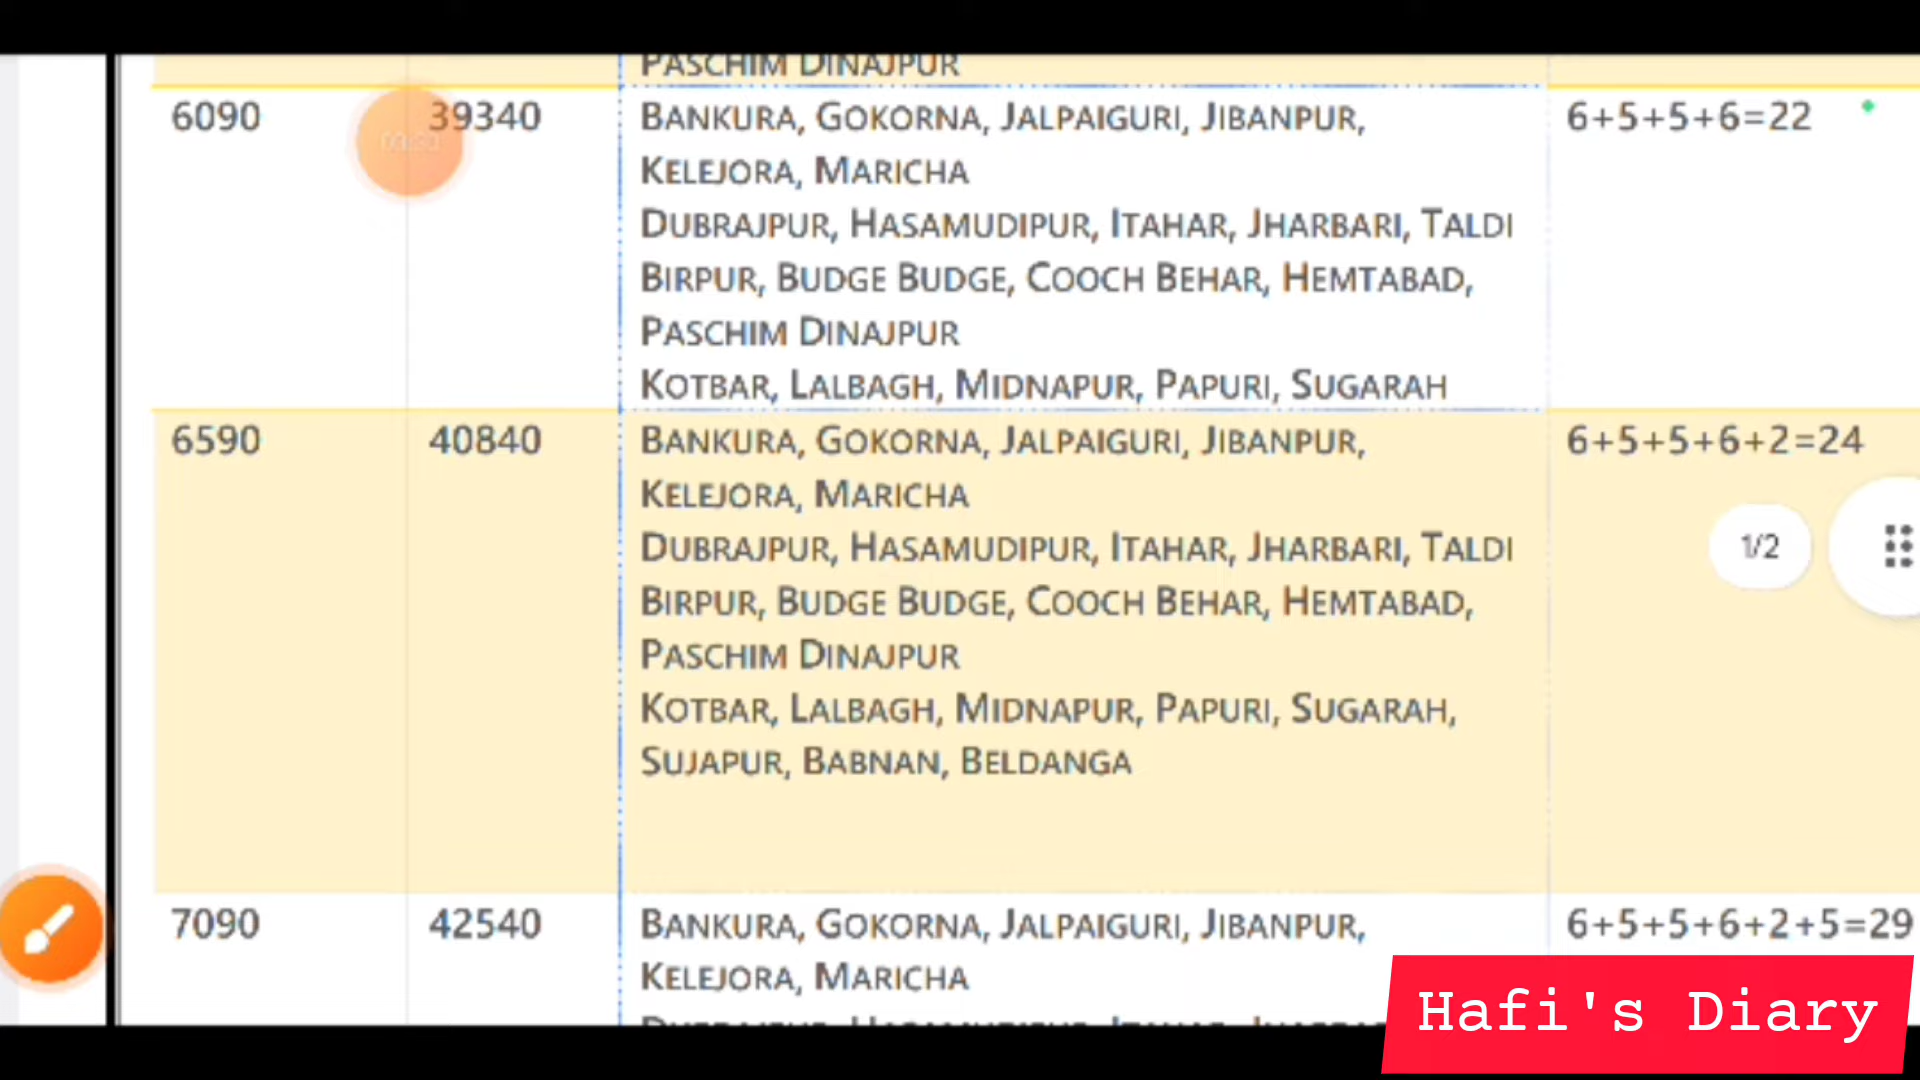 PASCHIM DINAJPUR
6090 39340 BANKURA, GOKORNA, JALPAIGURI, JIBANPUR, 6+5+5+6=22
KELEJORA, MARICHA
DUBRAJPUR, HASAMUDIPUR, ITAHAR, JHARBARI, TALDI
BIRPUR, BUDGE BUDGE, COOCH BEHAR, HEMTABAD,
PASCHIM DINAJPUR
KOTBAR, LALBAGH, MIDNAPUR, PAPURI, SUGARAH
6590 40840 BANKURA, GOKORNA, JALPAIGURI, JIBANPUR, 6+5+5+6+2=24
KELEJORA, MARICHA
DUBRAJPUR, HASAMUDIPUR, ITAHAR, JHARBARI, TALDI
1/2
BIRPUR, BUDGE BUDGE, COOCH BEHAR, HEMTABAD,
PASCHIM DINAJPUR
KOTBAR, LALBAGH, MIDNAPUR, PAPURI, SUGARAH,
SUJAPUR, BABNAN, BELDANGA
7090 42540 BANKURA, GOKORNA, JALPAIGURI, JIBANPUR, 6+5+5+6+2+5=29
KELEJORA, MARICHA
Hafi's Diary